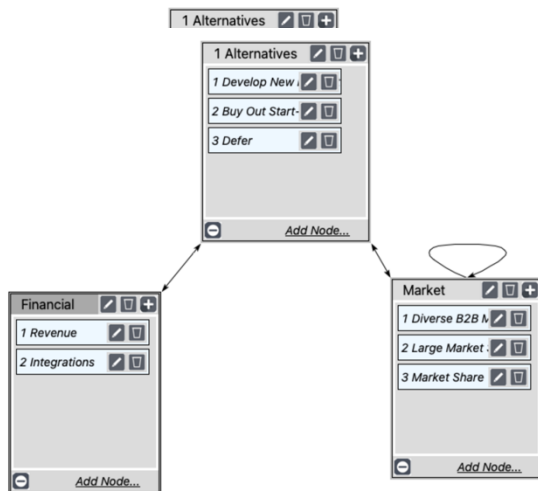 1 Alternatives
1 Alternatives
1 Develop New
2 Buy Out Start-
3 Defer
Add Node...
Financial
1 Revenue
2 Integrations
Add Node...
Market
1 Diverse B2B M
2 Large Market
3 Market Share
Add Node...